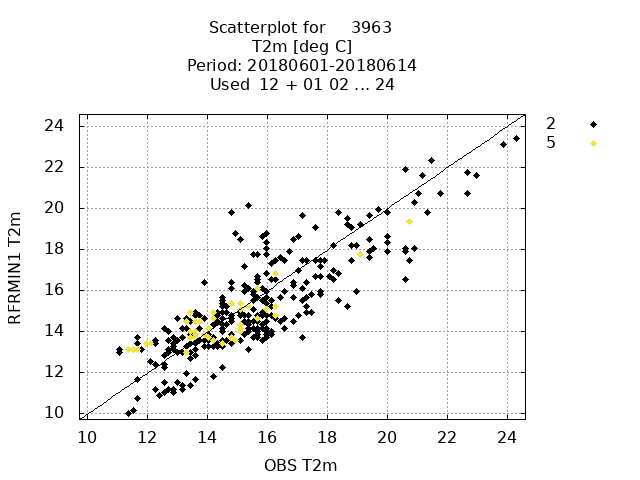 Scatterplot for 3963
T2m [deg C]
Period: 20180601-20180614
Used 12 + 01 02 ... 24
2
5
24
22
20
18
16
14
12
10
RFRMIN1 T2m
10 12 14 16 18 20 22 24
OBS T2m